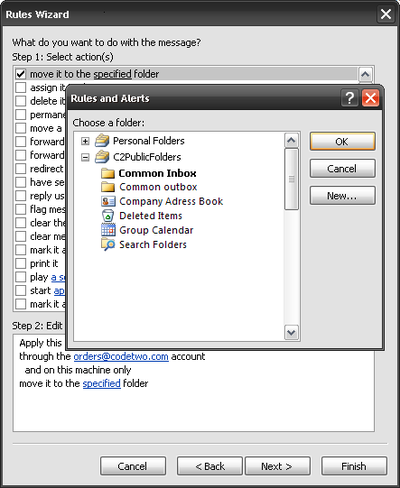 Rules Wizard
What do you want to do with the message?
Step 1: Select action(s)
move it to the specified folder
assign it
delete it
permane
move a
forward
forward
redirect
have se
reply us
flag mes
clear the
clear me
mark it a
print it
play a s
start ap
mark it a
Rules and Alerts
Choose a folder:
Personal Folders
C2PublicFolders
Common Inbox
Common outbox
Company Adress Book
Deleted Items
Group Calendar
Search Folders
OK
Cancel
New...
Step 2: Edit
Apply this
through the orders@codetwo.com account
and on this machine only
move it to the specified folder
Cancel
< Back
Next >
Finish